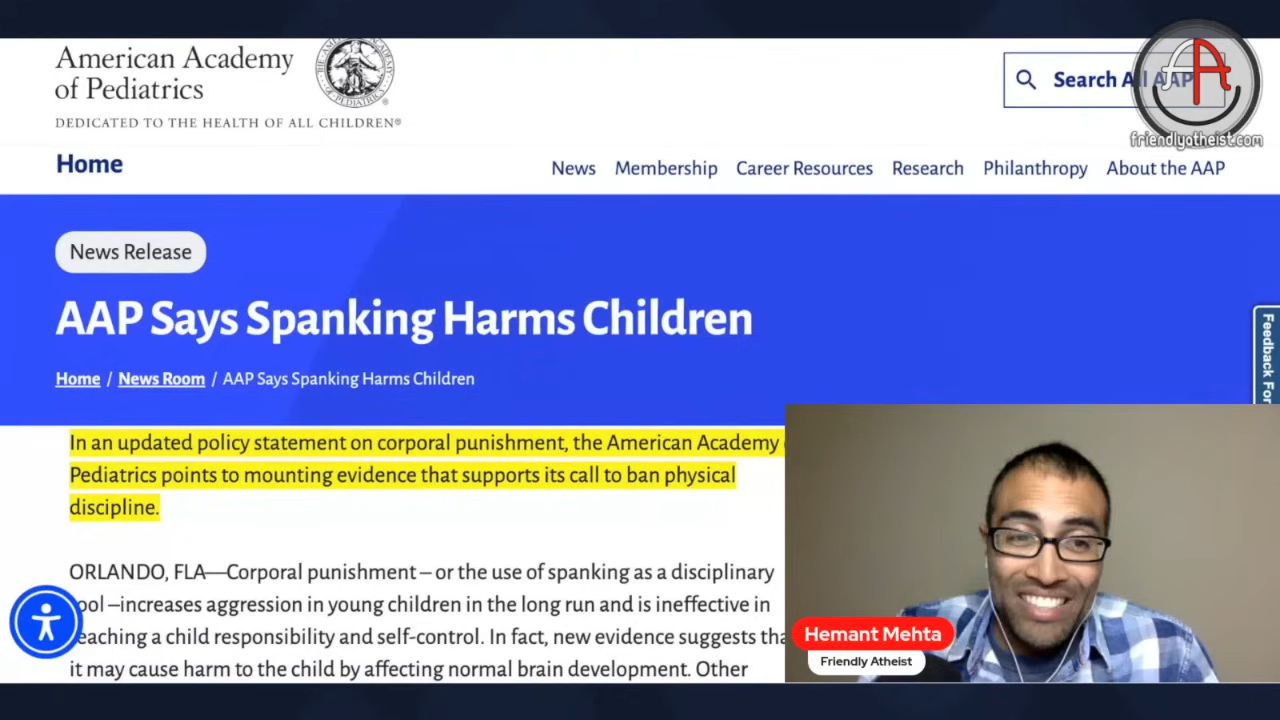 American Academy
of Pediatrics
DEDICATED TO THE HEALTH OF ALL CHILDREN®
Search All AAP
friendlyatheist.com
Home
News Membership Career Resources Research Philanthropy About the AAP
News Release
AAP Says Spanking Harms Children
Home / News Room / AAP Says Spanking Harms Children
Feedback For
In an updated policy statement on corporal punishment, the American Academy
Pediatrics points to mounting evidence that supports its call to ban physical
discipline.
ORLANDO, FLA—Corporal punishment – or the use of spanking as a disciplinary
ool –increases aggression in young children in the long run and is ineffective in
eaching a child responsibility and self-control. In fact, new evidence suggests tha
it may cause harm to the child by affecting normal brain development. Other
Hemant Mehta
Friendly Atheist